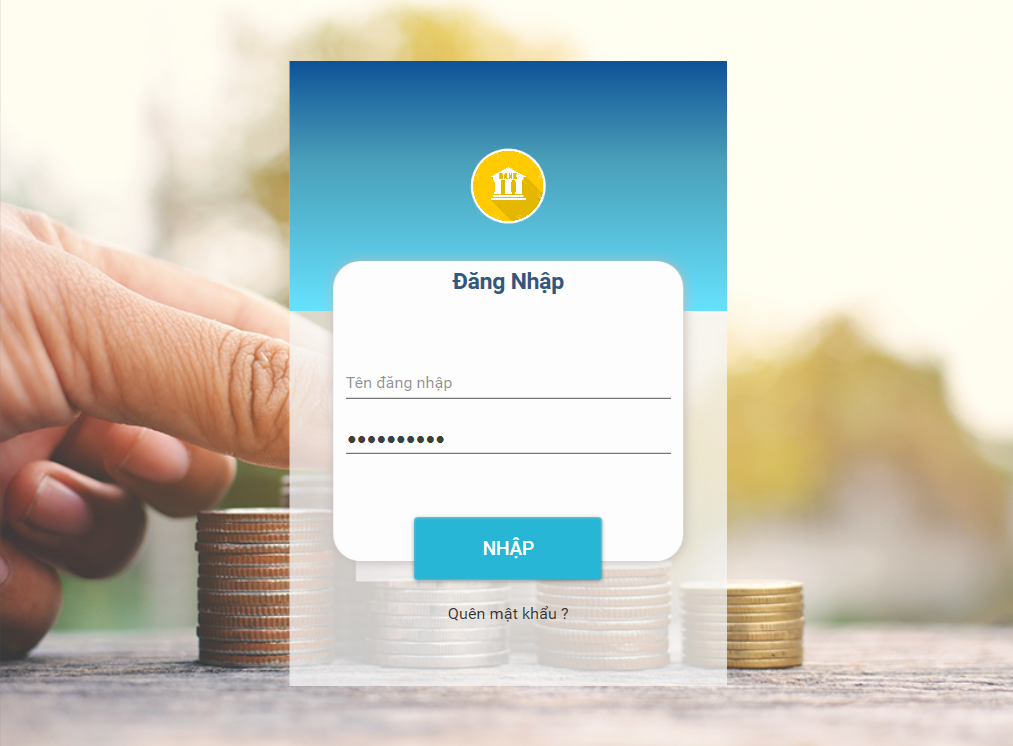 BANK
Đăng Nhập
Tên đăng nhập
••••••••••
NHẬP
Quên mật khẩu ?